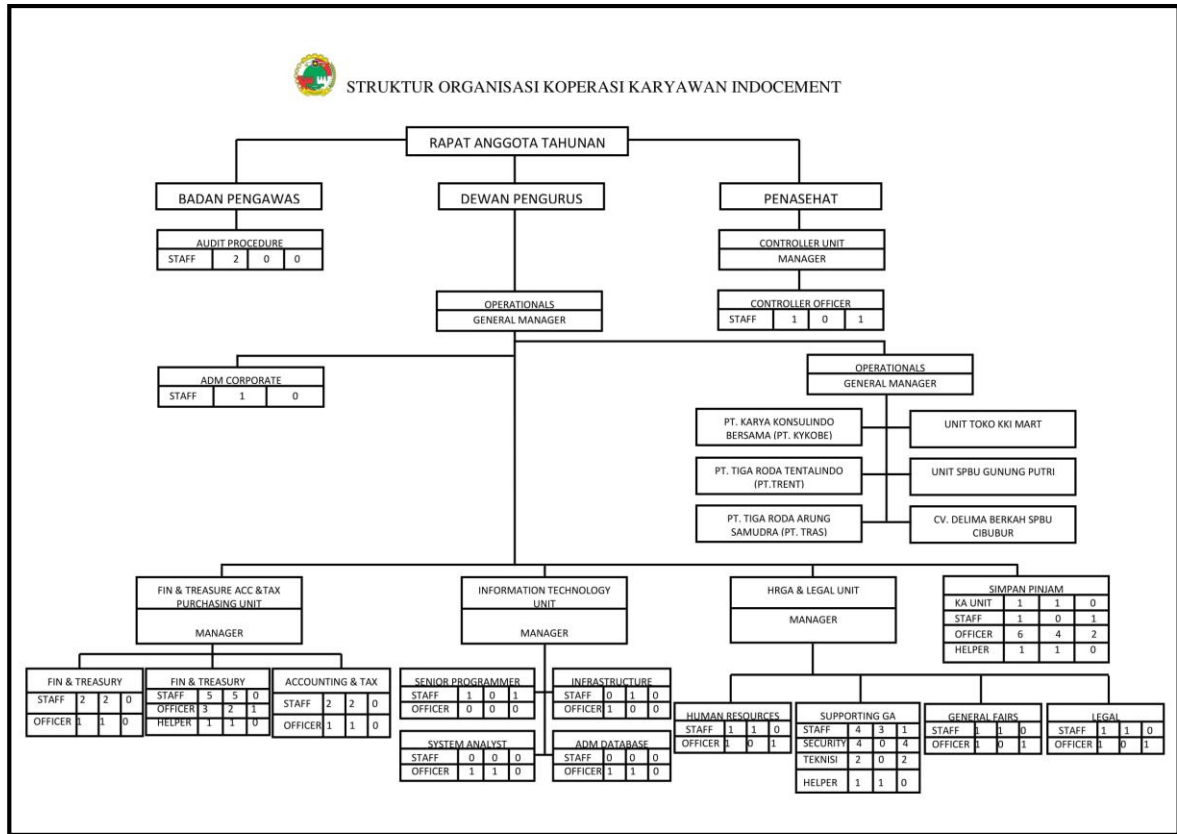 STRUKTUR ORGANISASI KOPERASI KARYAWAN INDOCEMENT
RAPAT ANGGOTA TAHUNAN
BADAN PENGAWAS
DEWAN PENGURUS
PENASEHAT
AUDIT PROCEDURE
STAFF 2 0 0
CONTROLLER UNIT
MANAGER
OPERATIONALS
GENERAL MANAGER
CONTROLLER OFFICER
STAFF 1 0 1
ADM CORPORATE
STAFF 1 0
OPERATIONALS
GENERAL MANAGER
PT. KARYA KONSULINDO
BERSAMA (PT. KYKOBE)
UNIT TOKO KKI MART
PT. TIGA RODA TENTALINDO
(PT.TRENT)
UNIT SPBU GUNUNG PUTRI
PT. TIGA RODA ARUNG
SAMUDRA (PT. TRAS)
CV. DELIMA BERKAH SPBU
CIBUBUR
FIN & TREASURE ACC &TAX
PURCHASING UNIT
MANAGER
INFORMATION TECHNOLOGY
UNIT
MANAGER
HRGA & LEGAL UNIT
MANAGER
SIMPAN PINJAM
KA UNIT 1 1 0
STAFF 1 0 1
OFFICER 6 4 2
HELPER 1 1 0
FIN & TREASURY
STAFF 2 2 0
OFFICER 1 1 0
FIN & TREASURY
STAFF 5 5 0
OFFICER 3 2 1
HELPER 1 1 0
ACCOUNTING & TAX
STAFF 2 2 0
OFFICER 1 1 0
SENIOR PROGRAMMER
STAFF 1 0 1
OFFICER 0 0 0
INFRASTRUCTURE
STAFF 0 1 0
OFFICER 1 0 0
SYSTEM ANALYST
STAFF 0 0 0
OFFICER 1 1 0
ADM DATABASE
STAFF 0 0 0
OFFICER 1 1 0
HUMAN RESOURCES
STAFF 1 1 0
OFFICER 1 0 1
SUPPORTING GA
STAFF 4 3 1
SECURITY 4 0 4
TEKNISI 2 0 2
HELPER 1 1 0
GENERAL FAIRS
STAFF 1 1 0
OFFICER 1 0 1
LEGAL
STAFF 1 1 0
OFFICER 1 0 1